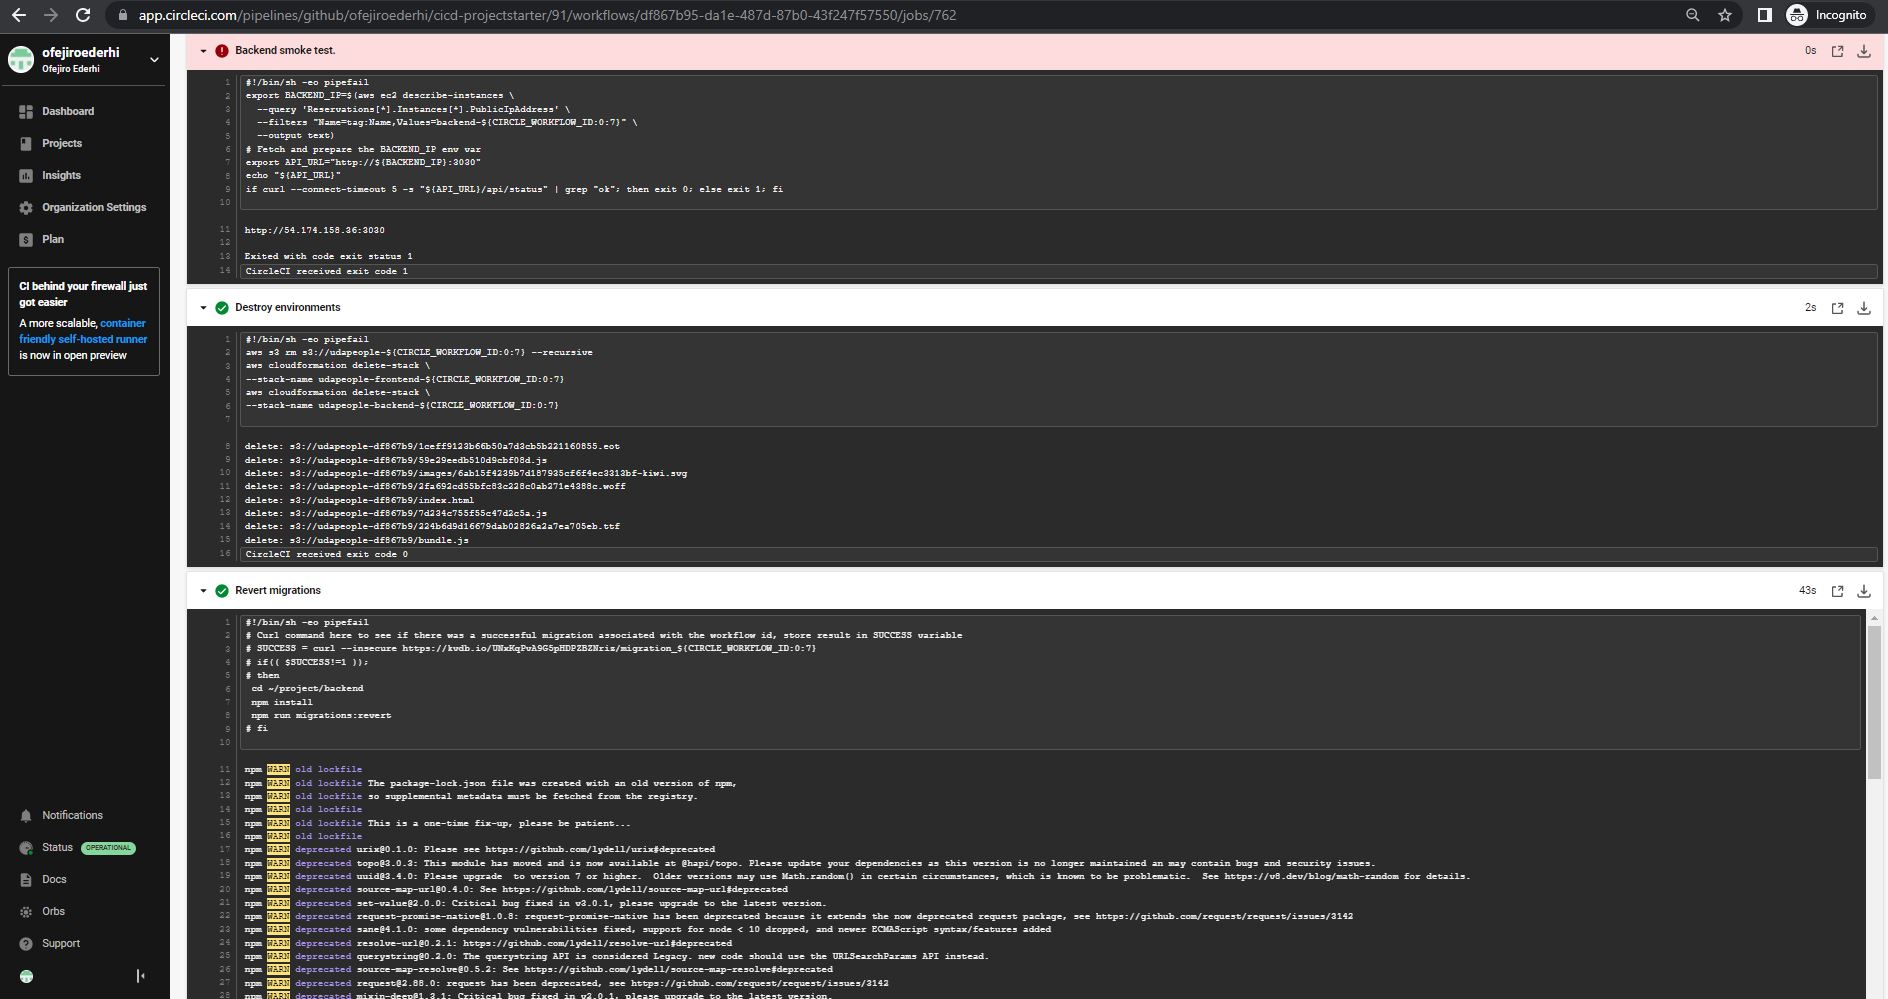 app.circleci.com/pipelines/github/ofejiroederhi/cicd-projectstarter/91/workflows/df867b95-da1e-487d-87b0-43f247f57550/jobs/762
Incognito
ofejiroederhi
Ofejiro Ederhi
Dashboard
Projects
Insights
Organization Settings
Plan
CI behind your firewall just
got easier
A more scalable, container
friendly self-hosted runner
is now in open preview
Notifications
Status OPERATIONAL
Docs
Orbs
Support
Backend smoke test.
0s
1 #!/bin/sh -eo pipefail
2 export BACKEND_IP=$(aws ec2 describe-instances \
3 --query 'Reservations[*].Instances[*].PublicIpAddress' \
4 --filters "Name=tag:Name,Values=backend-${CIRCLE_WORKFLOW_ID:0:7}" \
5 --output text)
6 # Fetch and prepare the BACKEND_IP env var
7 export API_URL="http://${BACKEND_IP}:3030"
8 echo "${API_URL}"
9 if curl --connect-timeout 5 -s "${API_URL}/api/status" | grep "ok"; then exit 0; else exit 1; fi
10
11 http://54.174.158.36:3030
12
13 Exited with code exit status 1
14 CircleCI received exit code 1
Destroy environments
2s
1 #!/bin/sh -eo pipefail
2 aws s3 rm s3://udapeople-${CIRCLE_WORKFLOW_ID:0:7} --recursive
3 aws cloudformation delete-stack \
4 --stack-name udapeople-frontend-${CIRCLE_WORKFLOW_ID:0:7}
5 aws cloudformation delete-stack \
6 --stack-name udapeople-backend-${CIRCLE_WORKFLOW_ID:0:7}
7
8 delete: s3://udapeople-df867b9/1ceff9123b66b50a7d3cb5b221160855.eot
9 delete: s3://udapeople-df867b9/59e29eedb510d9cbf08d.js
10 delete: s3://udapeople-df867b9/images/6ab15f4239b7d187935cf6f4ec3313bf-kiwi.svg
11 delete: s3://udapeople-df867b9/2fa692cd55bfc83c228c0ab271e4388c.woff
12 delete: s3://udapeople-df867b9/index.html
13 delete: s3://udapeople-df867b9/7d234c755f55c47d2c5a.js
14 delete: s3://udapeople-df867b9/224b6d9d16679dab02826a2a7ea705eb.ttf
15 delete: s3://udapeople-df867b9/bundle.js
16 CircleCI received exit code 0
Revert migrations
43s
1 #!/bin/sh -eo pipefail
2 # Curl command here to see if there was a successful migration associated with the workflow id, store result in SUCCESS variable
3 # SUCCESS = curl --insecure https://kvdb.io/UNxKqPvA9G5pHDPZBZNriz/migration_${CIRCLE_WORKFLOW_ID:0:7}
4 # if(( $SUCCESS!=1 ));
5 # then
6 cd ~/project/backend
7 npm install
8 npm run migrations:revert
9 # fi
10
11 npm WARN old lockfile
12 npm WARN old lockfile The package-lock.json file was created with an old version of npm,
13 npm WARN old lockfile so supplemental metadata must be fetched from the registry.
14 npm WARN old lockfile
15 npm WARN old lockfile This is a one-time fix-up, please be patient...
16 npm WARN old lockfile
17 npm WARN deprecated urix@0.1.0: Please see https://github.com/lydell/urix#deprecated
18 npm WARN deprecated topo@3.0.3: This module has moved and is now available at @hapi/topo. Please update your dependencies as this version is no longer maintained an may contain bugs and security issues.
19 npm WARN deprecated uuid@3.4.0: Please upgrade  to version 7 or higher.  Older versions may use Math.random() in certain circumstances, which is known to be problematic.  See https://v8.dev/blog/math-random for details.
20 npm WARN deprecated source-map-url@0.4.0: See https://github.com/lydell/source-map-url#deprecated
21 npm WARN deprecated set-value@2.0.0: Critical bug fixed in v3.0.1, please upgrade to the latest version.
22 npm WARN deprecated request-promise-native@1.0.8: request-promise-native has been deprecated because it extends the now deprecated request package, see https://github.com/request/request/issues/3142
23 npm WARN deprecated sane@4.1.0: some dependency vulnerabilities fixed, support for node < 10 dropped, and newer ECMAScript syntax/features added
24 npm WARN deprecated resolve-url@0.2.1: https://github.com/lydell/resolve-url#deprecated
25 npm WARN deprecated querystring@0.2.0: The querystring API is considered Legacy. new code should use the URLSearchParams API instead.
26 npm WARN deprecated source-map-resolve@0.5.2: See https://github.com/lydell/source-map-resolve#deprecated
27 npm WARN deprecated request@2.88.0: request has been deprecated, see https://github.com/request/request/issues/3142
28 npm WARN deprecated mixin-deep@1.3.1: Critical bug fixed in v2.0.1, please upgrade to the latest version.